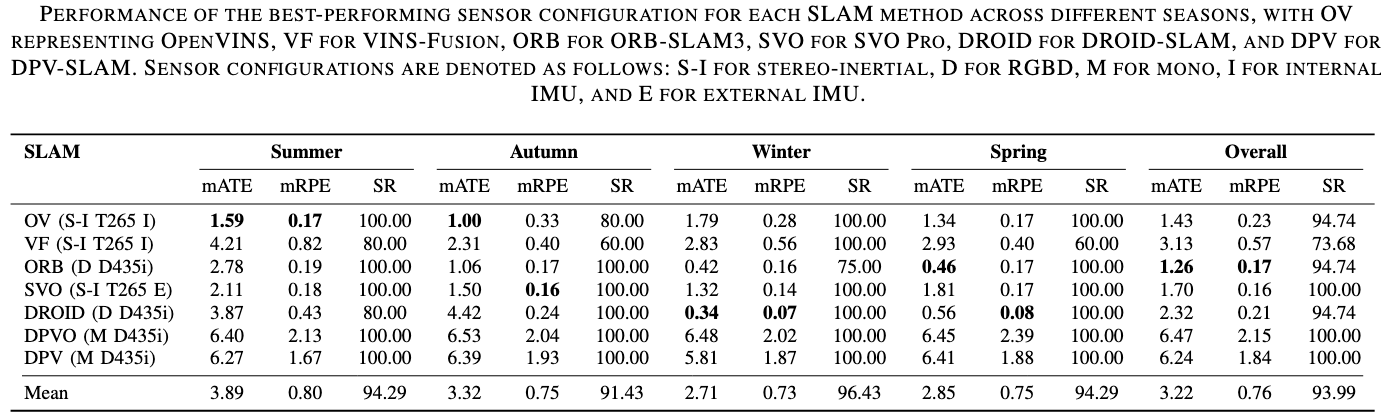 PERFORMANCE OF THE BEST-PERFORMING SENSOR CONFIGURATION FOR EACH SLAM METHOD ACROSS DIFFERENT SEASONS, WITH OV
REPRESENTING OPENVINS, VF FOR VINS-FUSION, ORB FOR ORB-SLAM3, SVO FOR SVO PRO, DROID FOR DROID-SLAM, AND DPV FOR
DPV-SLAM. SENSOR CONFIGURATIONS ARE DENOTED AS FOLLOWS: S-I FOR STEREO-INERTIAL, D FOR RGBD, M FOR MONO, I FOR INTERNAL
IMU, AND E FOR EXTERNAL IMU.
SLAM Summer Autumn Winter Spring Overall
mATE mRPE SR mATE mRPE SR mATE mRPE SR mATE mRPE SR mATE mRPE SR
OV (S-I T265 I) 1.59 0.17 100.00 1.00 0.33 80.00 1.79 0.28 100.00 1.34 0.17 100.00 1.43 0.23 94.74
VF (S-I T265 I) 4.21 0.82 80.00 2.31 0.40 60.00 2.83 0.56 100.00 2.93 0.40 60.00 3.13 0.57 73.68
ORB (D D435i) 2.78 0.19 100.00 1.06 0.17 100.00 0.42 0.16 75.00 0.46 0.17 100.00 1.26 0.17 94.74
SVO (S-I T265 E) 2.11 0.18 100.00 1.50 0.16 100.00 1.32 0.14 100.00 1.81 0.17 100.00 1.70 0.16 100.00
DROID (D D435i) 3.87 0.43 80.00 4.42 0.24 100.00 0.34 0.07 100.00 0.56 0.08 100.00 2.32 0.21 94.74
DPVO (M D435i) 6.40 2.13 100.00 6.53 2.04 100.00 6.48 2.02 100.00 6.45 2.39 100.00 6.47 2.15 100.00
DPV (M D435i) 6.27 1.67 100.00 6.39 1.93 100.00 5.81 1.87 100.00 6.41 1.88 100.00 6.24 1.84 100.00
Mean 3.89 0.80 94.29 3.32 0.75 91.43 2.71 0.73 96.43 2.85 0.75 94.29 3.22 0.76 93.99